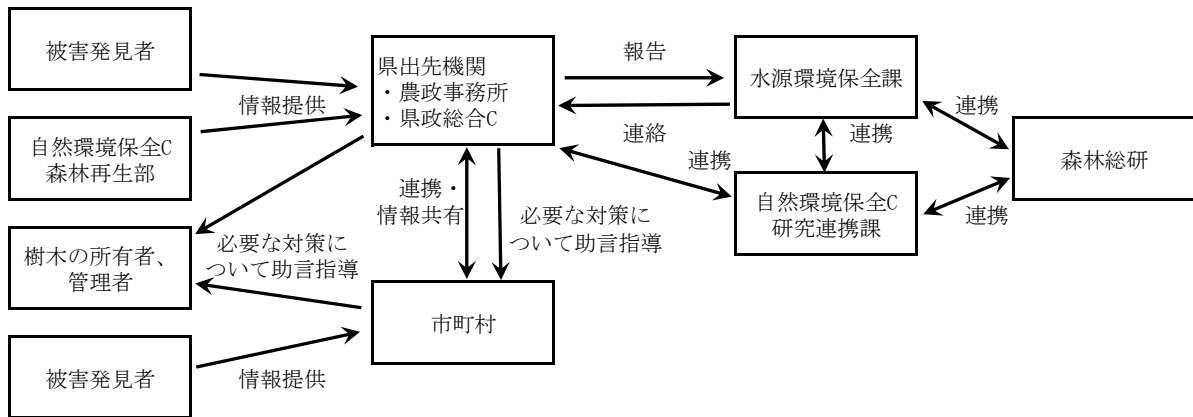 被害発見者
情報提供
自然環境保全C
森林再生部
樹木の所有者、
管理者
被害発見者
情報提供
県出先機関
・農政事務所
・県政総合C
連携・
情報共有
必要な対策に
ついて助言指導
必要な対策に
ついて助言指導
市町村
報告
連絡
連携
水源環境保全課
連携
自然環境保全C
研究連携課
連携
連携
森林総研